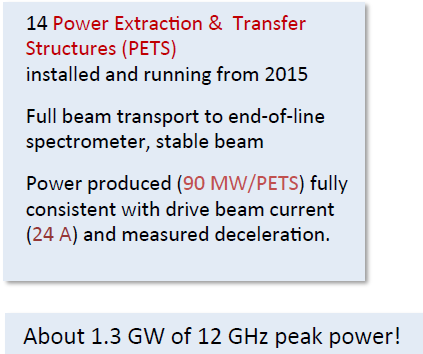 14 Power Extraction & Transfer
Structures (PETS)
installed and running from 2015
Full beam transport to end-of-line
spectrometer, stable beam
Power produced (90 MW/PETS) fully
consistent with drive beam current
(24 A) and measured deceleration.
About 1.3 GW of 12 GHz peak power!